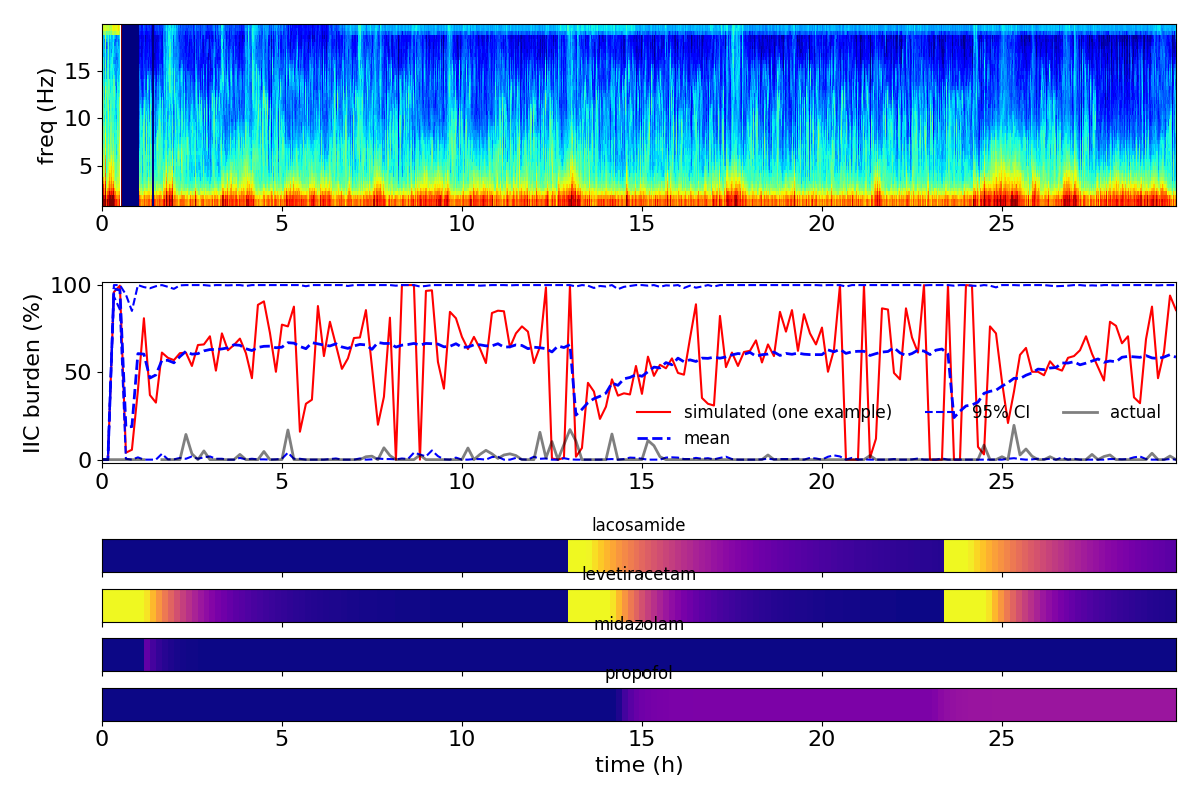 freq (Hz)
15
10
5
0 5 10 15 20 25
IIC burden (%)
100
50
0
simulated (one example) 95% CI actual
mean
0 5 10 15 20 25
lacosamide
levetiracetam
midazolam
propofol
0 5 10 15 20 25
time (h)